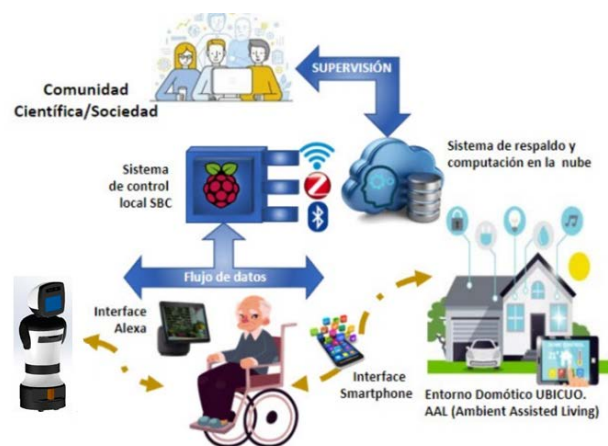 Comunidad
Científica/Sociedad
SUPERVISIÓN
Sistema
de control
local SBC
Sistema de respaldo y
computación en la nube
Flujo de datos
Interface
Alexa
Interface
Smartphone
Entorno Domótico UBICUO.
AAL (Ambient Assisted Living)